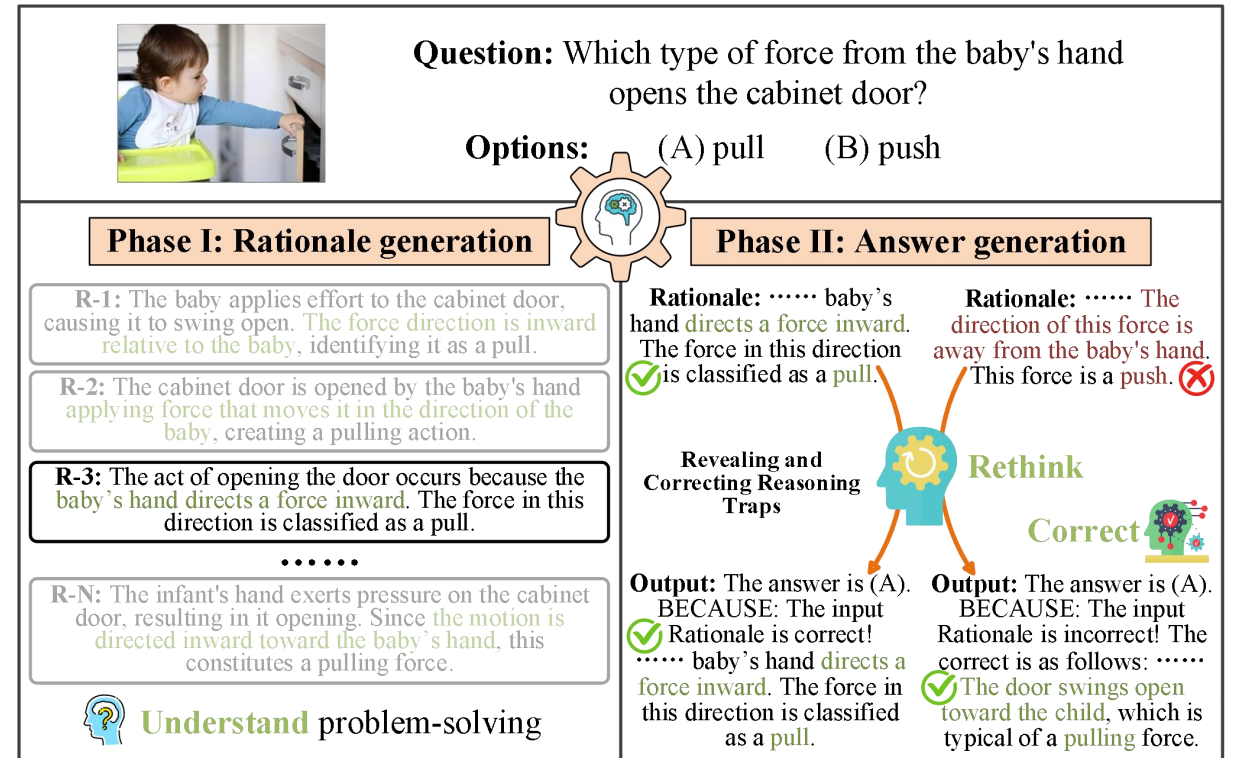 Question: Which type of force from the baby's hand
opens the cabinet door?
Options: (A) pull (B) push
Phase I: Rationale generation
R-1: The baby applies effort to the cabinet door,
causing it to swing open. The force direction is inward
relative to the baby, identifying it as a pull.
R-2: The cabinet door is opened by the baby's hand
applying force that moves it in the direction of the
baby, creating a pulling action.
R-3: The act of opening the door occurs because the
baby's hand directs a force inward. The force in this
direction is classified as a pull.
······
R-N: The infant's hand exerts pressure on the cabinet
door, resulting in it opening. Since the motion is
directed inward toward the baby's hand, this
constitutes a pulling force.
Understand problem-solving
Phase II: Answer generation
Rationale: ······ baby's
hand directs a force inward.
The force in this direction
is classified as a pull.
Rationale: ······ The
direction of this force is
away from the baby's hand.
This force is a push.
Revealing and
Correcting Reasoning
Traps
Rethink
Correct
Output: The answer is (A).
BECAUSE: The input
Rationale is correct!
······ baby's hand directs a
force inward. The force in
this direction is classified
as a pull.
Output: The answer is (A).
BECAUSE: The input
Rationale is incorrect! The
correct is as follows: ······
The door swings open
toward the child, which is
typical of a pulling force.